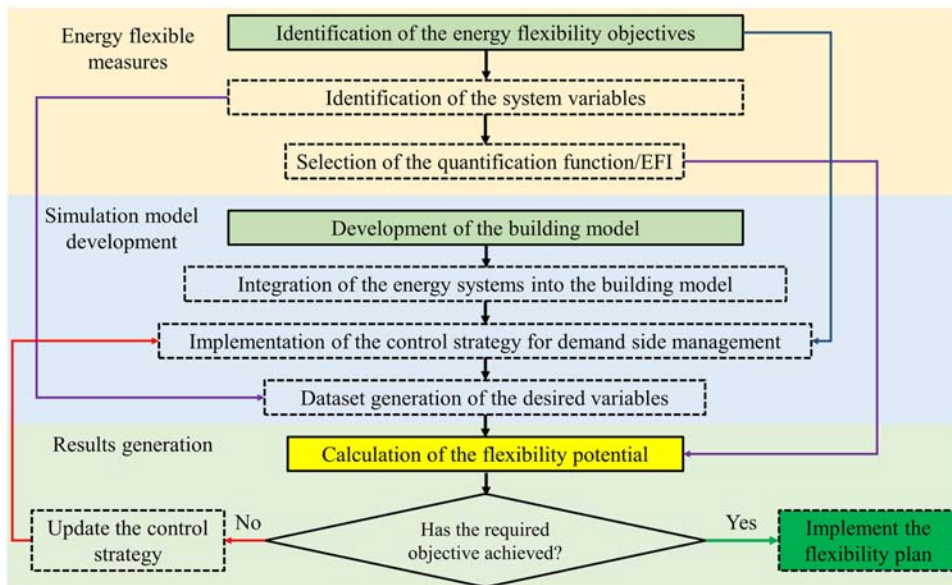 Energy flexible
measures
Identification of the energy flexibility objectives
Identification of the system variables
Selection of the quantification function/EFI
Simulation model
development
Development of the building model
Integration of the energy systems into the building model
Implementation of the control strategy for demand side management
Dataset generation of the desired variables
Results generation
Calculation of the flexibility potential
Update the control
strategy
No
Has the required
objective achieved?
Yes
Implement the
flexibility plan